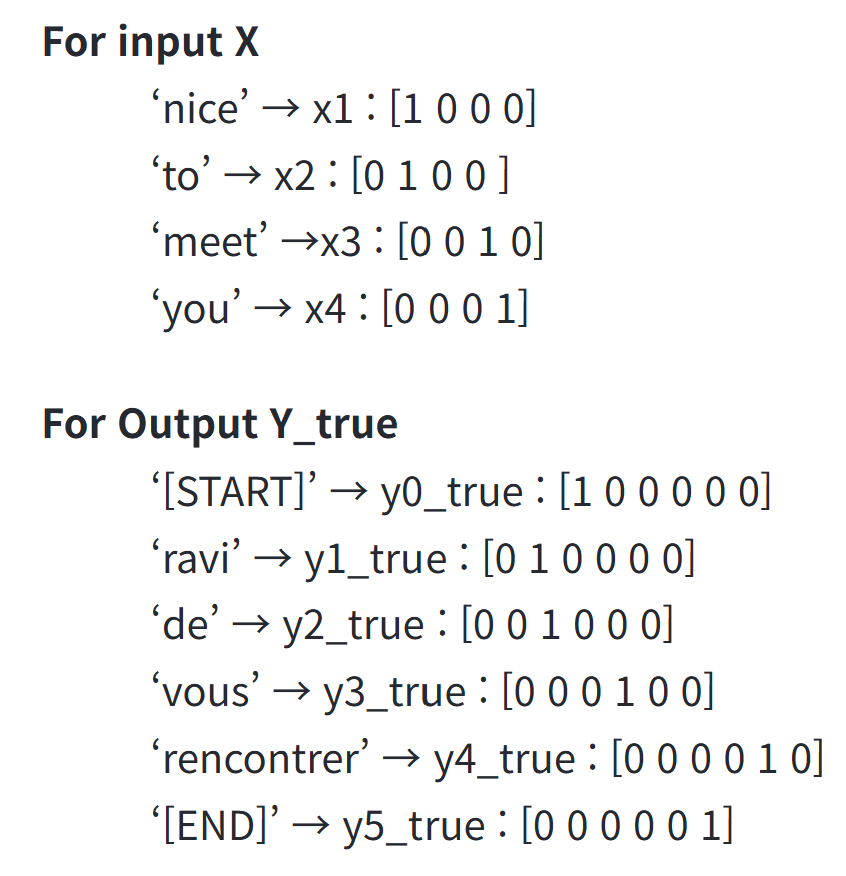 For input X
‘nice’ → x1 : [1 0 0 0]
‘to’ → x2 : [0 1 0 0 ]
‘meet’ →x3 : [0 0 1 0]
‘you’ → x4 : [0 0 0 1]
For Output Y_true
‘[START]’ → y0_true : [1 0 0 0 0 0]
‘ravi’ → y1_true : [0 1 0 0 0 0]
‘de’ → y2_true : [0 0 1 0 0 0]
‘vous’ → y3_true : [0 0 0 1 0 0]
‘rencontrer’ → y4_true : [0 0 0 0 1 0]
‘[END]’ → y5_true : [0 0 0 0 0 1]